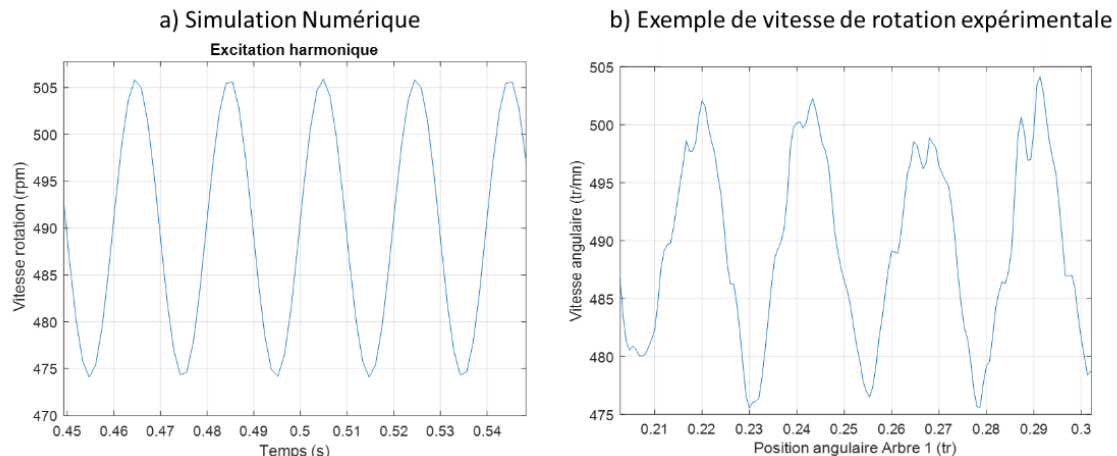 a) Simulation Numérique
Excitation harmonique
505
500
495
490
485
480
475
470
Vitesse rotation (rpm)
0.45 0.46 0.47 0.48 0.49 0.5 0.51 0.52 0.53 0.54
Temps (s)
b) Exemple de vitesse de rotation expérimentale
505
500
495
490
485
480
475
Vitesse angulaire (tr/mn)
0.21 0.22 0.23 0.24 0.25 0.26 0.27 0.28 0.29 0.3
Position angulaire Arbre 1 (tr)